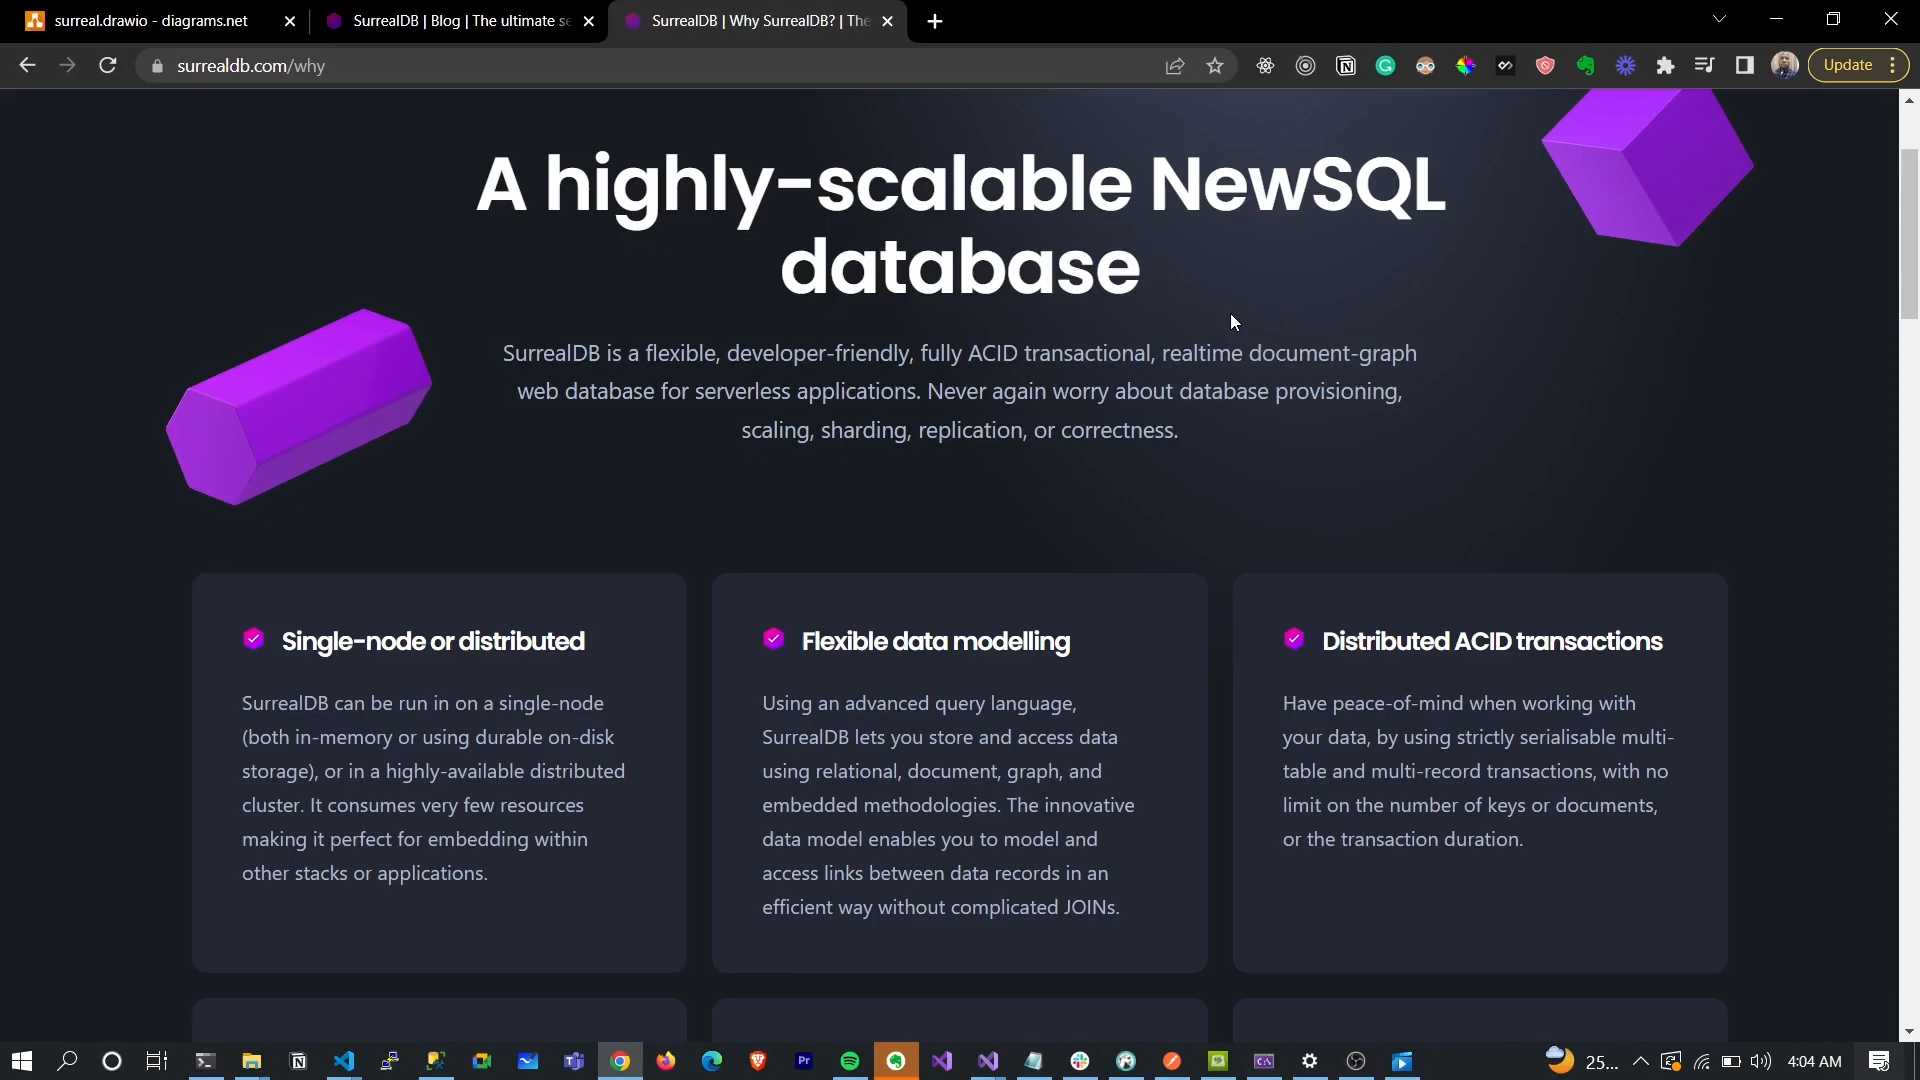 surreal.drawio - diagrams.net
SurrealDB | Blog | The ultimate se
SurrealDB | Why SurrealDB? | The
surrealdb.com/why
Update
A highly-scalable NewSQL
database
SurrealDB is a flexible, developer-friendly, fully ACID transactional, realtime document-graph
web database for serverless applications. Never again worry about database provisioning,
scaling, sharding, replication, or correctness.
Single-node or distributed
SurrealDB can be run in on a single-node
(both in-memory or using durable on-disk
storage), or in a highly-available distributed
cluster. It consumes very few resources
making it perfect for embedding within
other stacks or applications.
Flexible data modelling
Using an advanced query language,
SurrealDB lets you store and access data
using relational, document, graph, and
embedded methodologies. The innovative
data model enables you to model and
access links between data records in an
efficient way without complicated JOINs.
Distributed ACID transactions
Have peace-of-mind when working with
your data, by using strictly serialisable multi-
table and multi-record transactions, with no
limit on the number of keys or documents,
or the transaction duration.
25...
4:04 AM